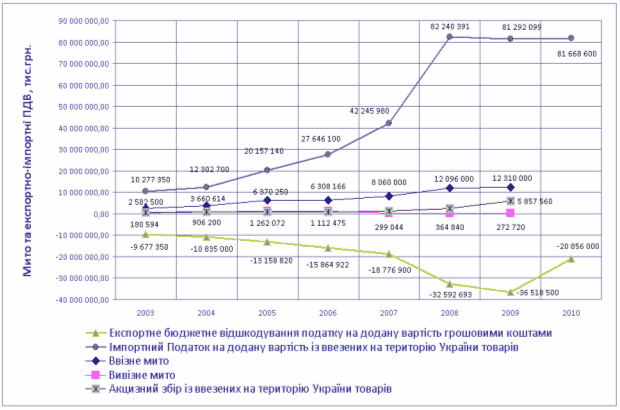 Мито та експортно-імпортні ПДВ, тис.грн.
90 000 000,00
80 000 000,00
70 000 000,00
60 000 000,00
50 000 000,00
40 000 000,00
30 000 000,00
20 000 000,00
10 000 000,00
0,00
-10 000 000,00
-20 000 000,00
-30 000 000,00
-40 000 000,00
82 240 391
81 292 099
81 668 600
42 245 980
27 646 100
20 157 140
12 302 700
10 277 350
2 582 500
3 660 614
6 370 250
6 308 166
8 060 000
12 096 000
12 310 000
5 857 560
180 594
906 200
1 262 072
1 112 475
299 044
364 840
272 720
-9 677 350
-10 835 000
-13 158 820
-15 864 922
-18 776 900
-32 592 693
-36 518 500
-20 856 000
2003 2004 2005 2006 2007 2008 2009 2010
Експортне бюджетне відшкодування податку на додану вартість грошовими коштами
Імпортний Податок на додану вартість із ввезених на територію України товарів
Ввізне мито
Вивізне мито
Акцизний збір із ввезених на територію України товарів